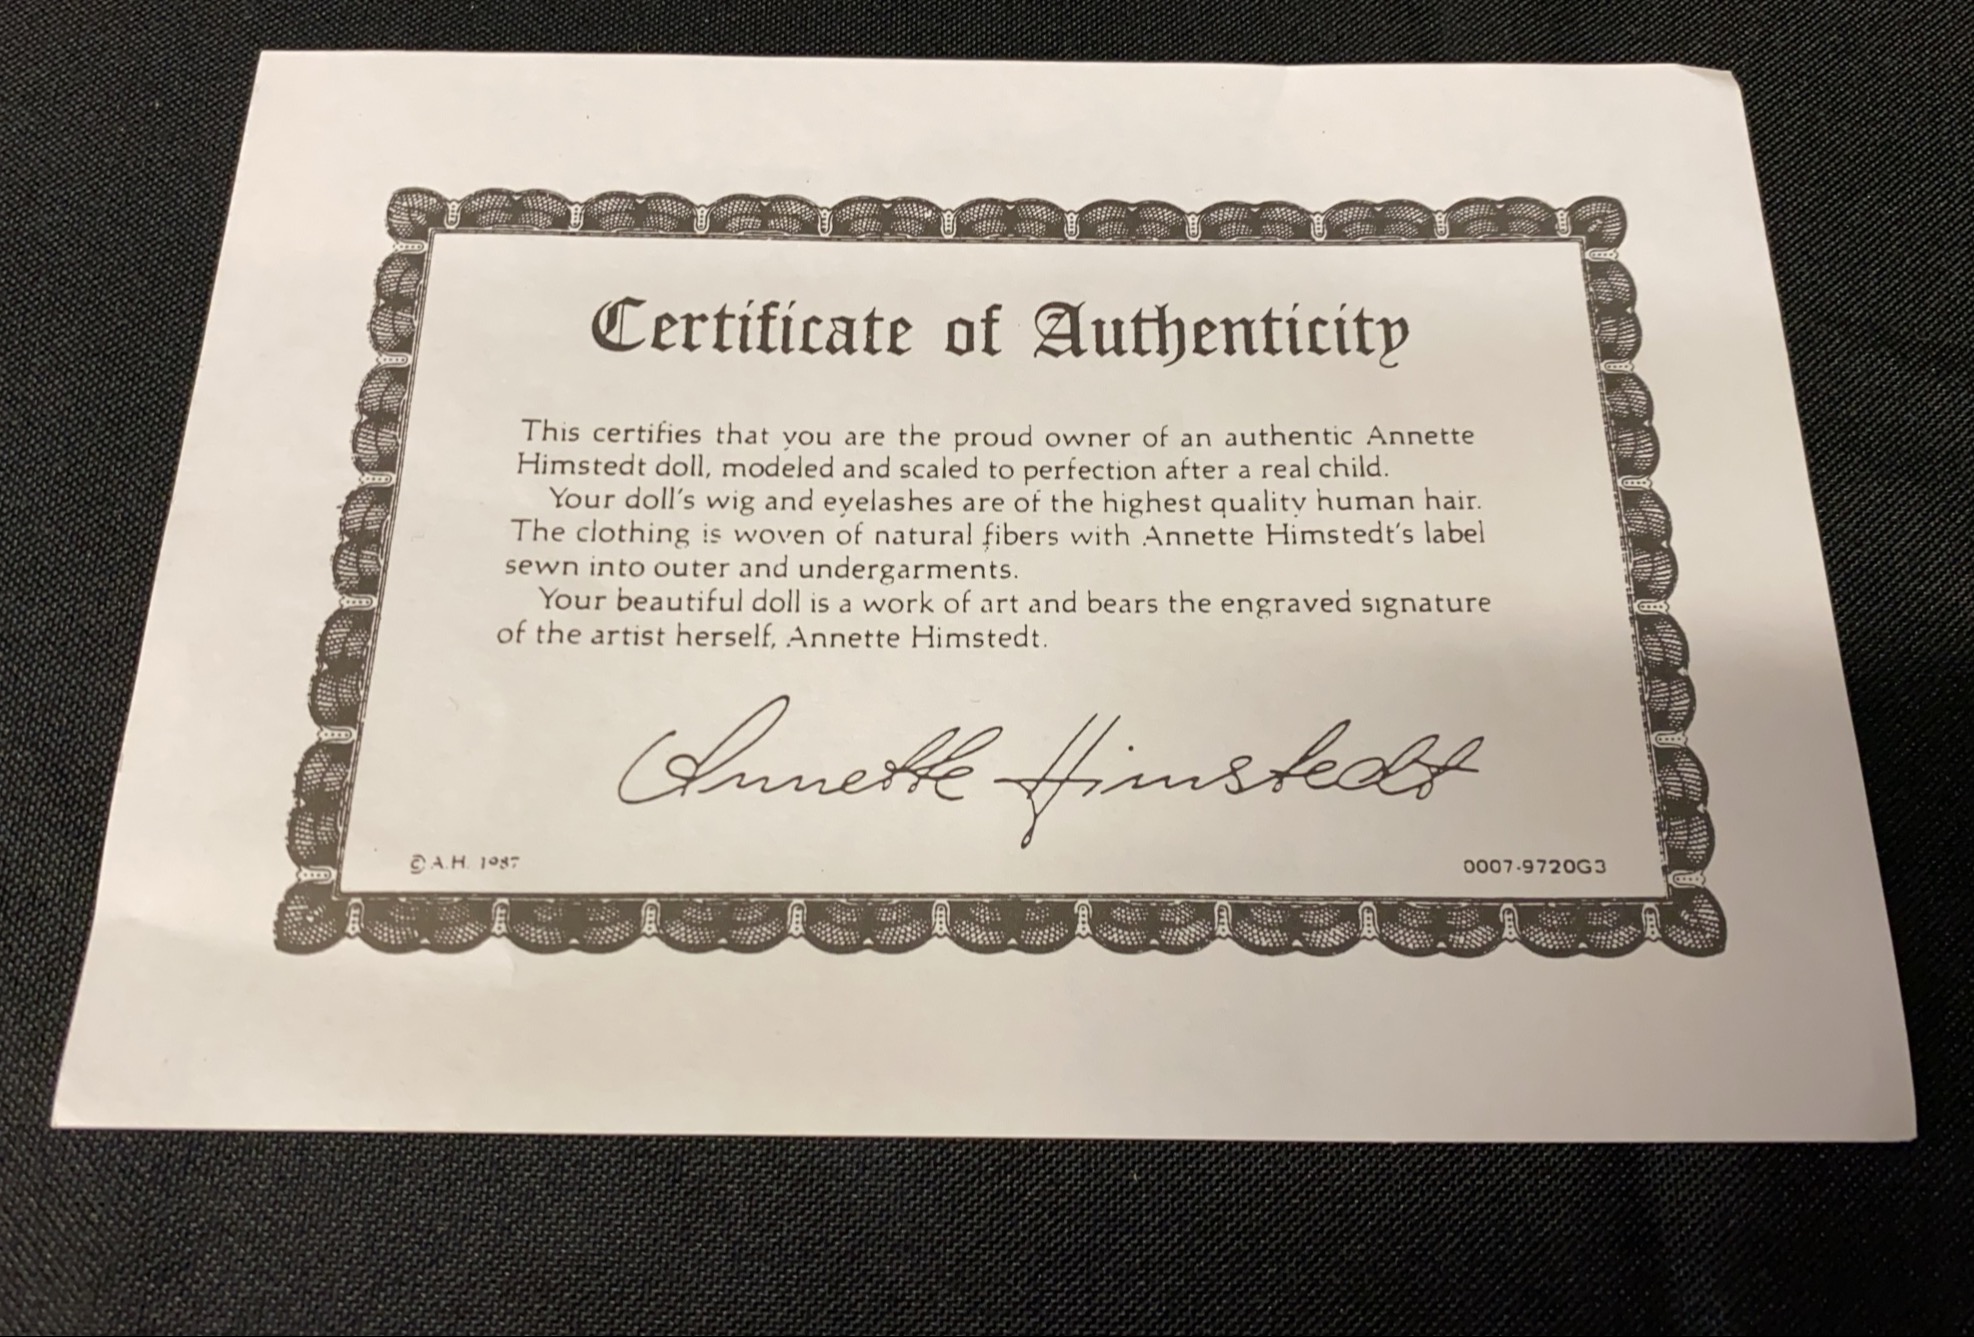 Certificate of Authenticity
This certifies that you are the proud owner of an authentic Annette
Himstedt doll, modeled and scaled to perfection after a real child.
Your doll's wig and eyelashes are of the highest quality human hair.
The clothing is woven of natural fibers with Annette Himstedt's label
sewn into outer and undergarments.
Your beautiful doll is a work of art and bears the engraved signature
of the artist herself, Annette Himstedt.
Annette Himstedt
© A.H. 1987
0007-9720G3